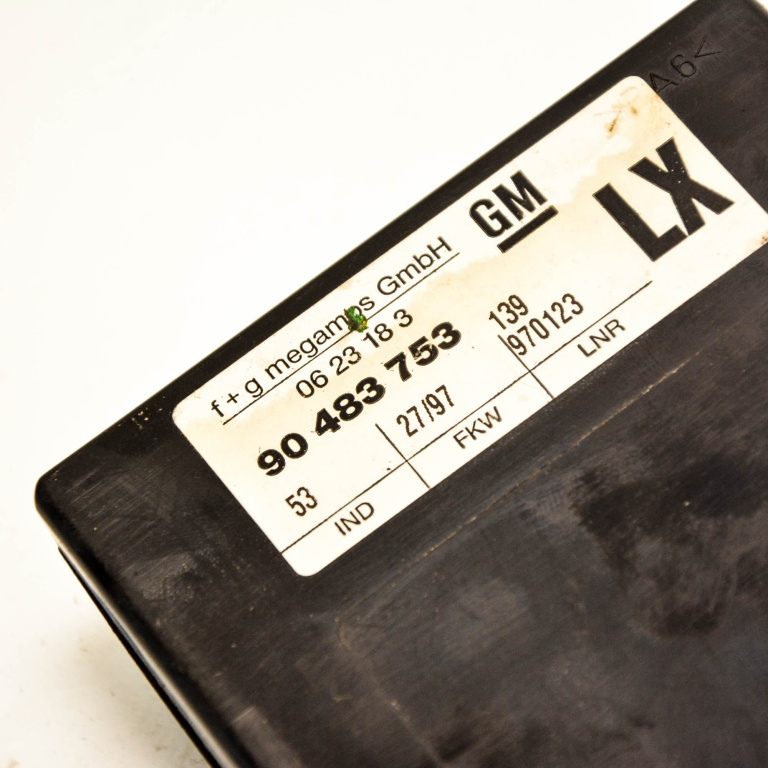 A6<
GM
LX
f+g megamos GmbH
06 23 18 3
90 483 753
139
53
27/97
970123
IND
FKW
LNR